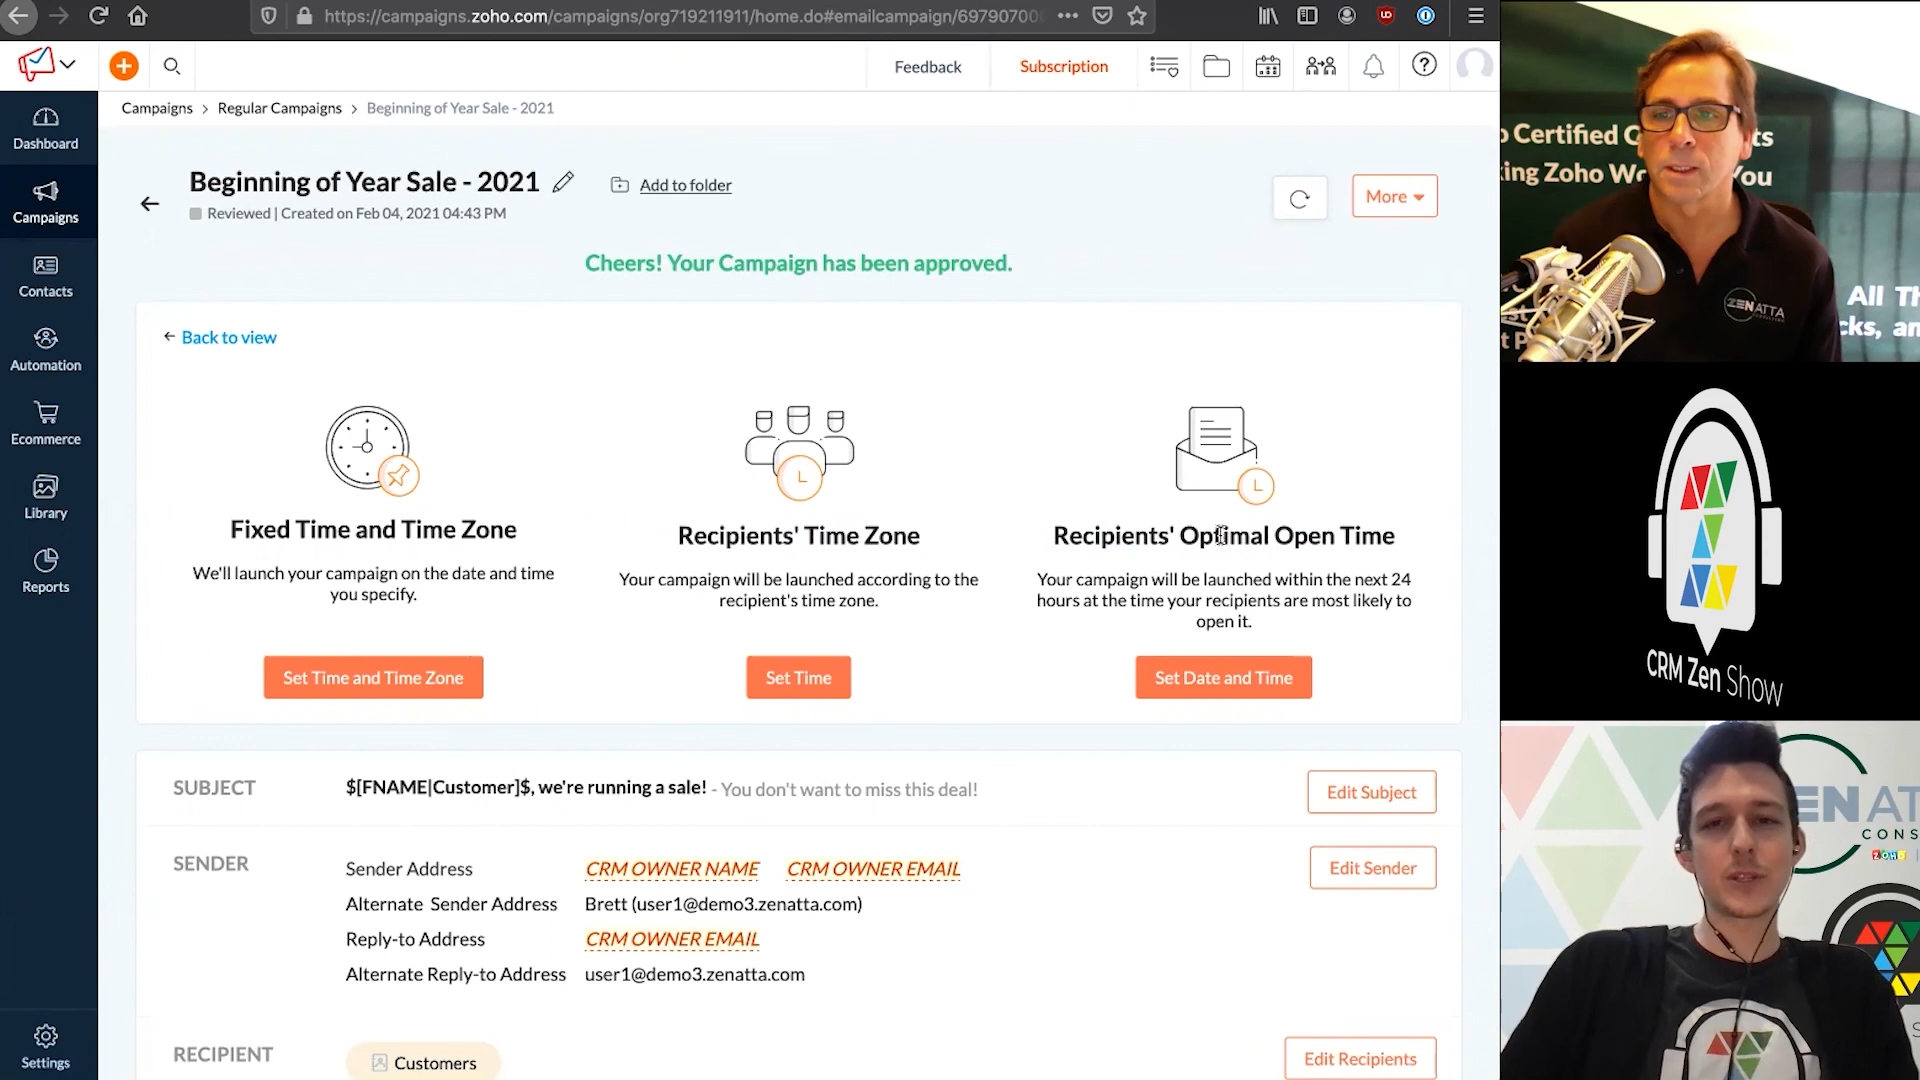 https://campaigns.zoho.com/campaigns/org719211911/home.do#emailcampaign/69790700
Feedback
Subscription
Dashboard
Campaigns
Contacts
Automation
Ecommerce
Library
Reports
Settings
Campaigns > Regular Campaigns > Beginning of Year Sale - 2021
Beginning of Year Sale - 2021
Add to folder
Reviewed | Created on Feb 04, 2021 04:43 PM
More
Cheers! Your Campaign has been approved.
Back to view
Fixed Time and Time Zone
We'll launch your campaign on the date and time
you specify.
Set Time and Time Zone
Recipients' Time Zone
Your campaign will be launched according to the
recipient's time zone.
Set Time
Recipients' Optimal Open Time
Your campaign will be launched within the next 24
hours at the time your recipients are most likely to
open it.
Set Date and Time
SUBJECT
$[FNAME|Customer]$, we're running a sale! - You don't want to miss this deal!
Edit Subject
SENDER
Sender Address CRM OWNER NAME CRM OWNER EMAIL
Alternate Sender Address Brett (user1@demo3.zenatta.com)
Reply-to Address CRM OWNER EMAIL
Alternate Reply-to Address user1@demo3.zenatta.com
Edit Sender
RECIPIENT
Customers
Edit Recipients
Certified
Zoho
You
ZENATTA
All
CRM Zen Show
CONS
ZOHO